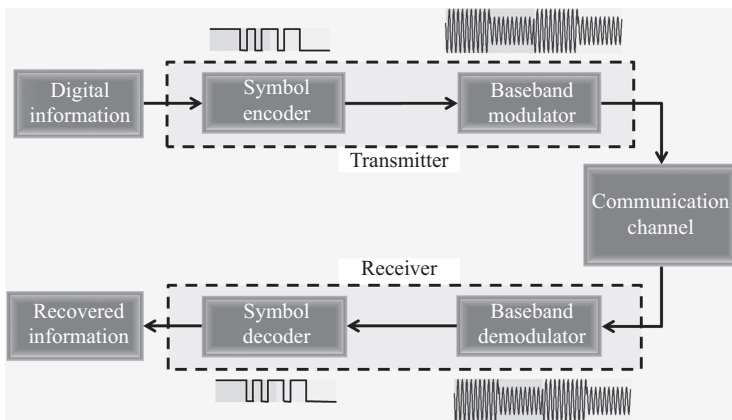 Digital
information
Symbol
encoder
Baseband
modulator
Transmitter
Communication
channel
Receiver
Recovered
information
Symbol
decoder
Baseband
demodulator